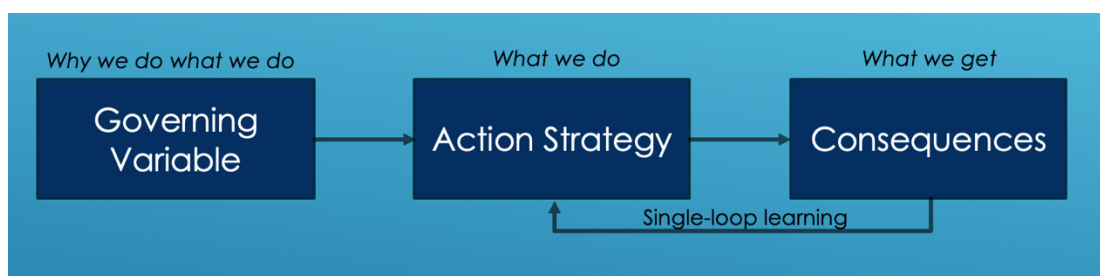 Why we do what we do
What we do
What we get
Governing
Variable
Action Strategy
Consequences
Single-loop learning